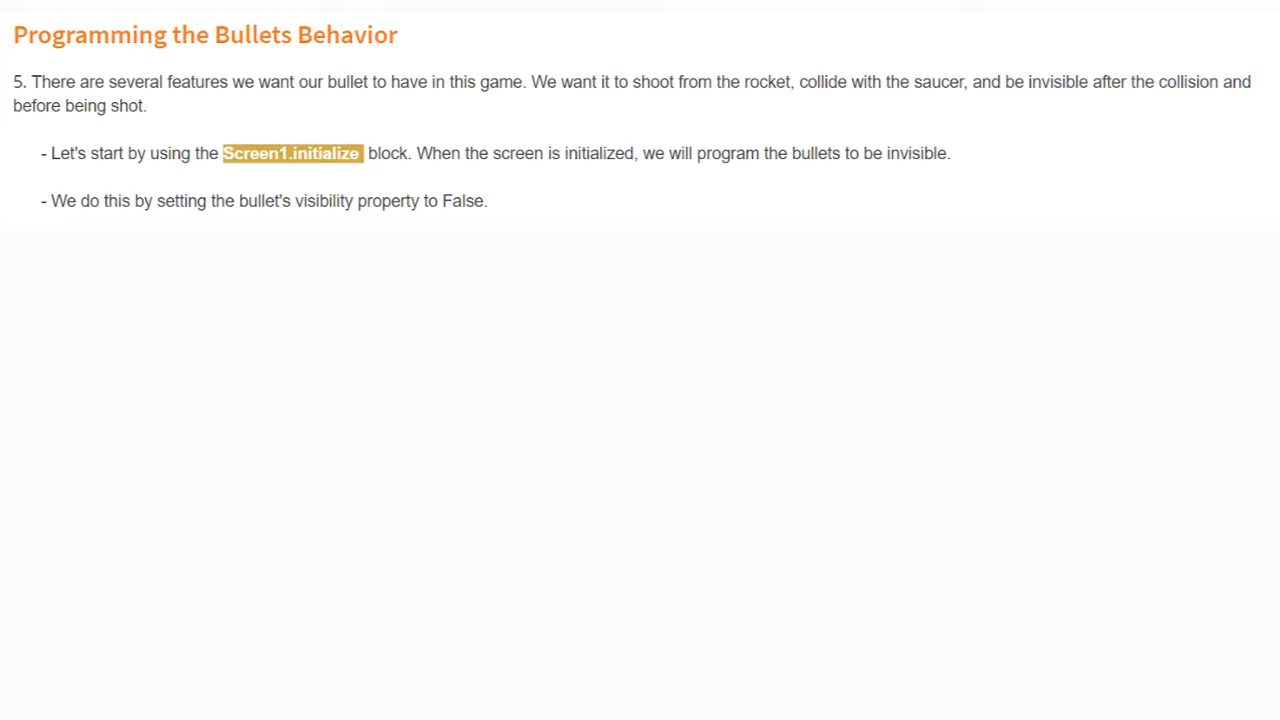 Programming the Bullets Behavior
5. There are several features we want our bullet to have in this game. We want it to shoot from the rocket, collide with the saucer, and be invisible after the collision and
before being shot.
- Let's start by using the Screen1.initialize block. When the screen is initialized, we will program the bullets to be invisible.
- We do this by setting the bullet's visibility property to False.